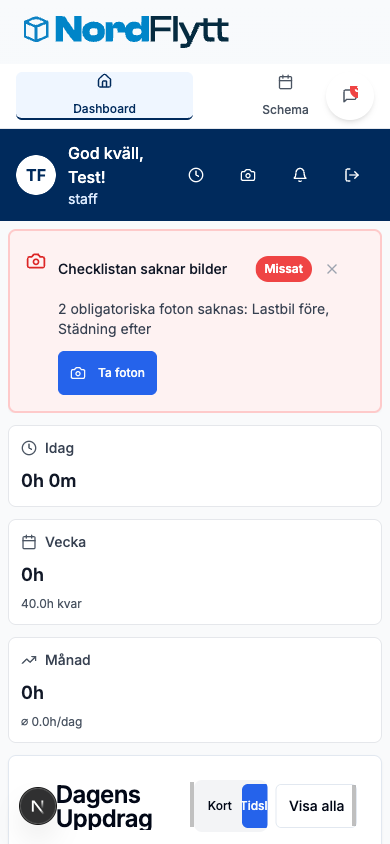 NordFlytt
Dashboard
Schema
TF
God kväll,
Test!
staff
Checklistan saknar bilder
Missat
2 obligatoriska foton saknas: Lastbil före,
Städning efter
Ta foton
Idag
0h 0m
Vecka
0h
40.0h kvar
Månad
0h
⌀ 0.0h/dag
N
Dagens
Uppdrag
Kort
Visa alla